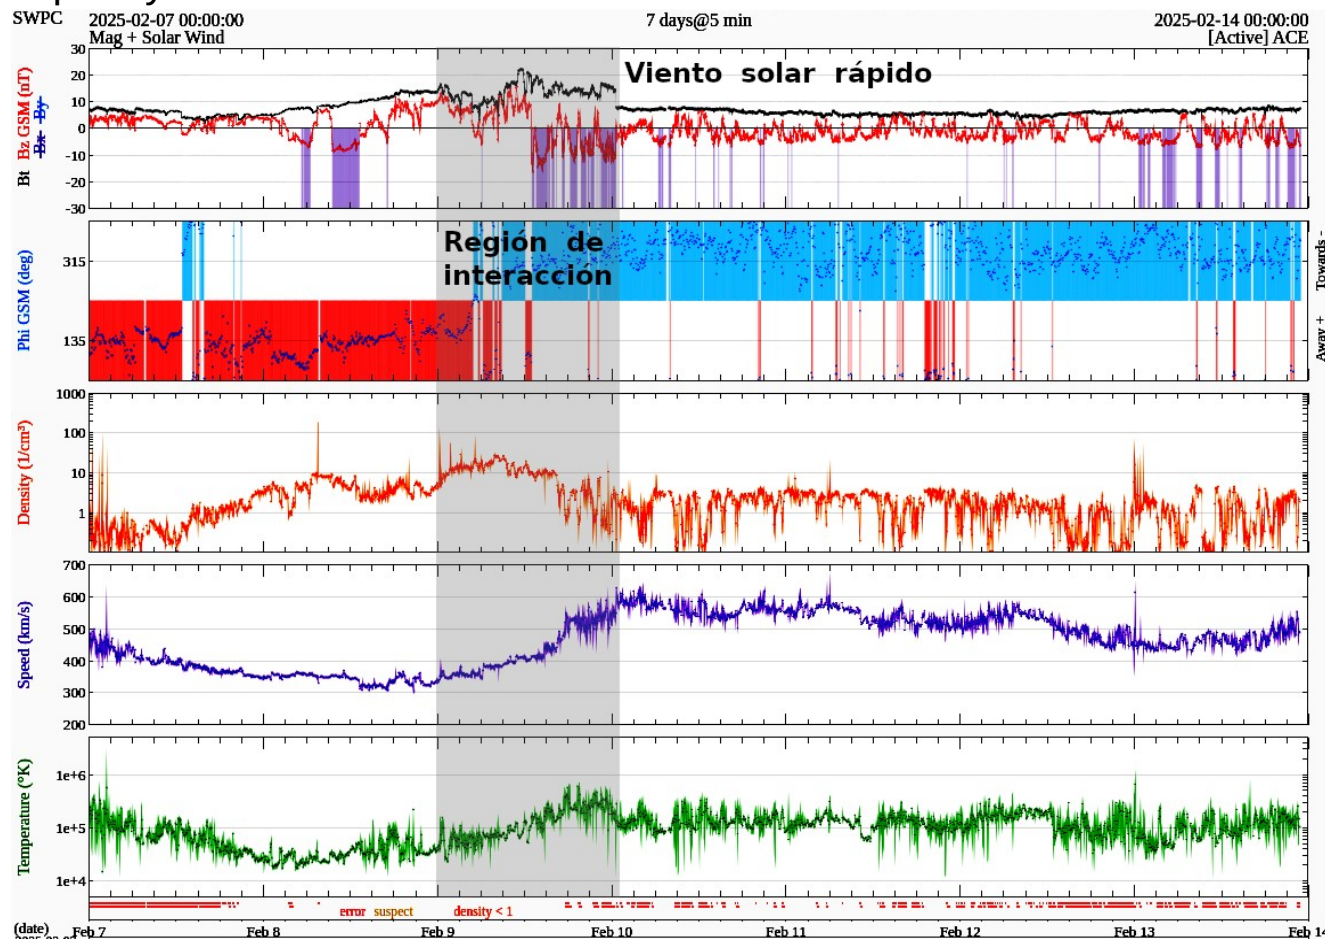 SWPC 2025-02-07 00:00:00 7 days@5 min 2025-02-14 00:00:00
Mag + Solar Wind [Active] ACE
Bt Bz GSM (nT)
Bx By
30
20
10
0
-10
-20
-30
Viento solar rápido
Phi GSM (deg)
315
135
Región de
interacción
Towards -
Away +
Density (1/cm³)
1000
100
10
1
Speed (km/s)
700
600
500
400
300
200
Temperature (°K)
1e+6
1e+5
1e+4
error suspect density < 1
(date) Feb 7 Feb 8 Feb 9 Feb 10 Feb 11 Feb 12 Feb 13 Feb 14